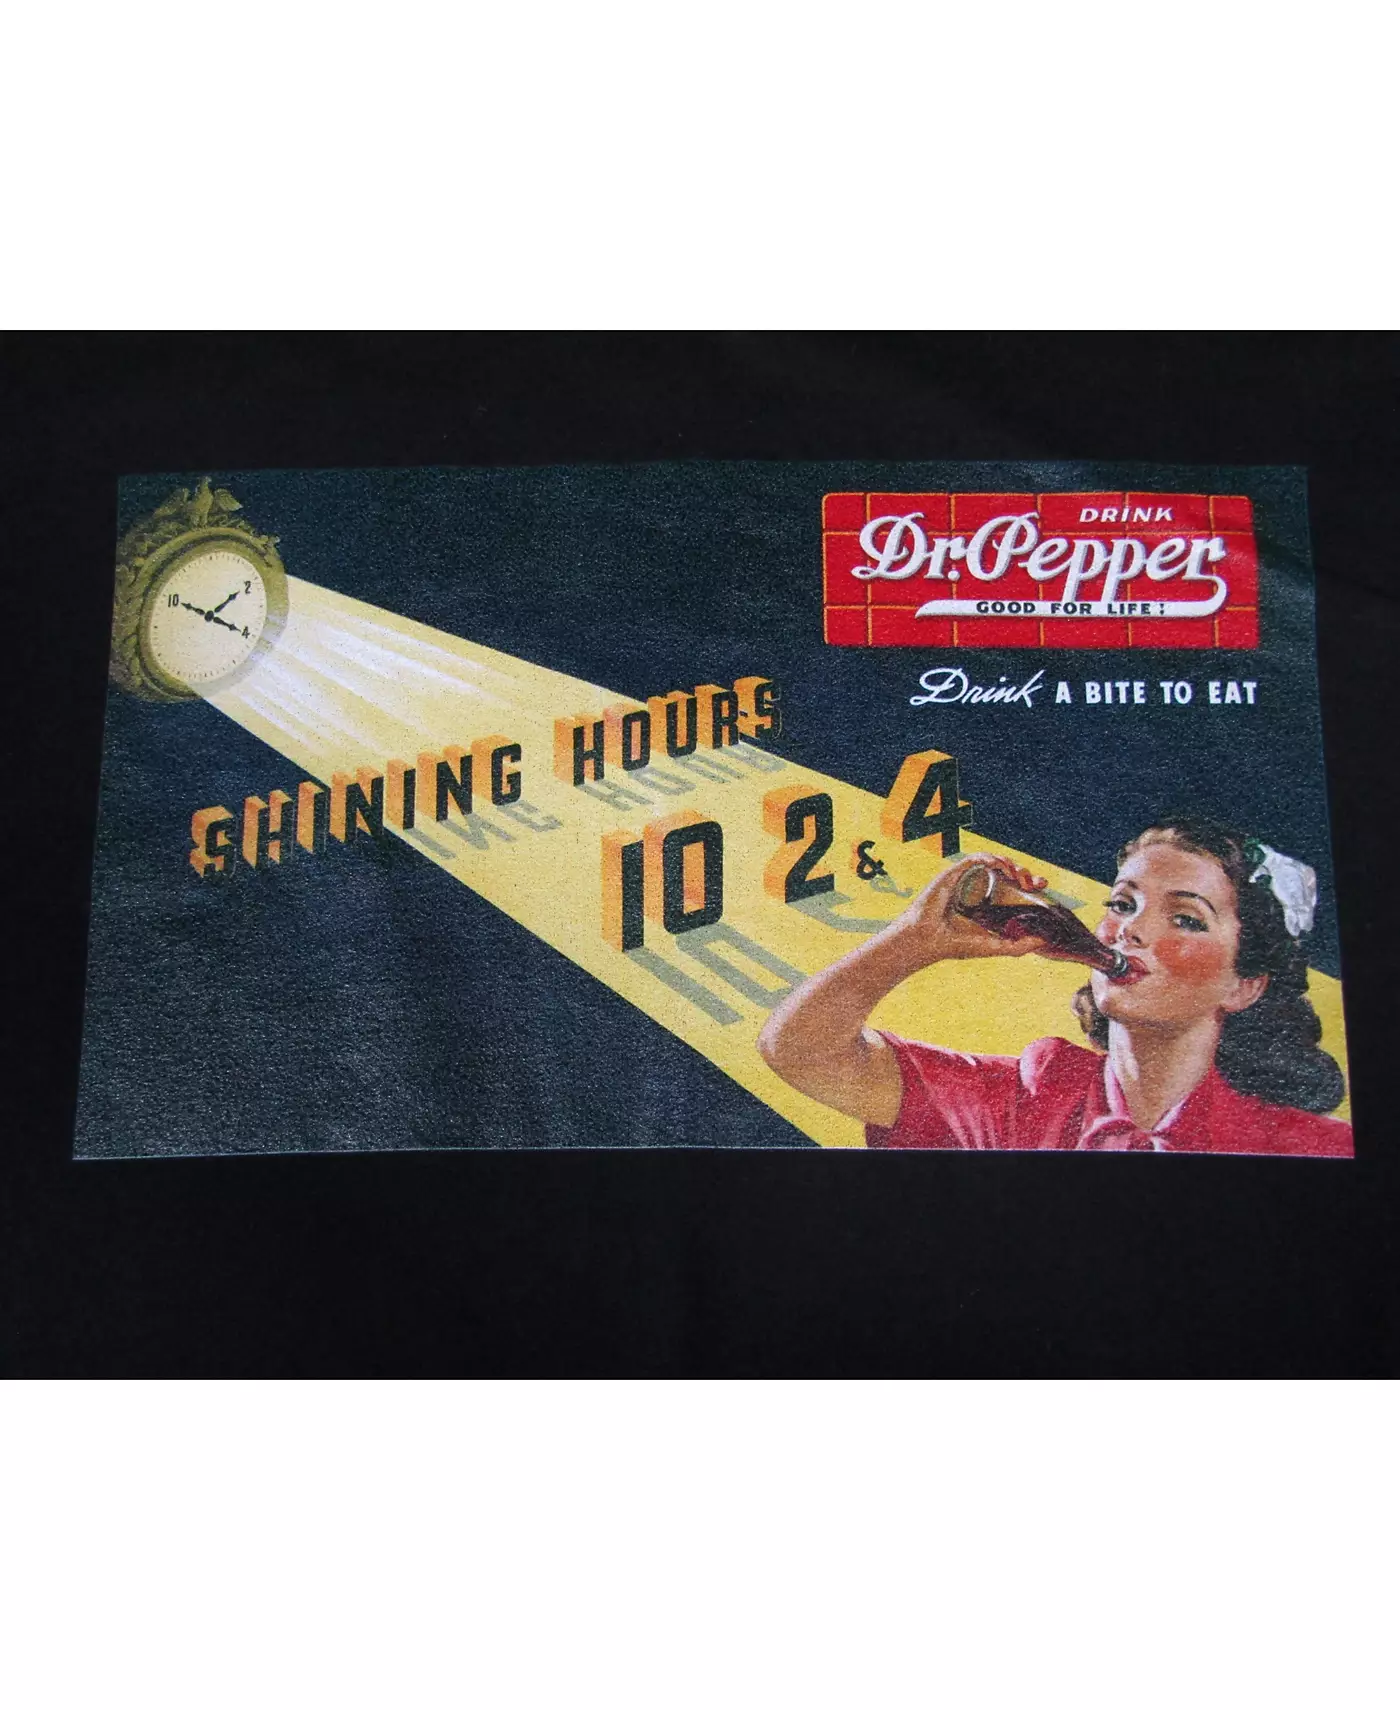 10
2
4
DRINK
Dr. Pepper
GOOD FOR LIFE!
Drink A BITE TO EAT
SHINING HOURS
10 2 & 4